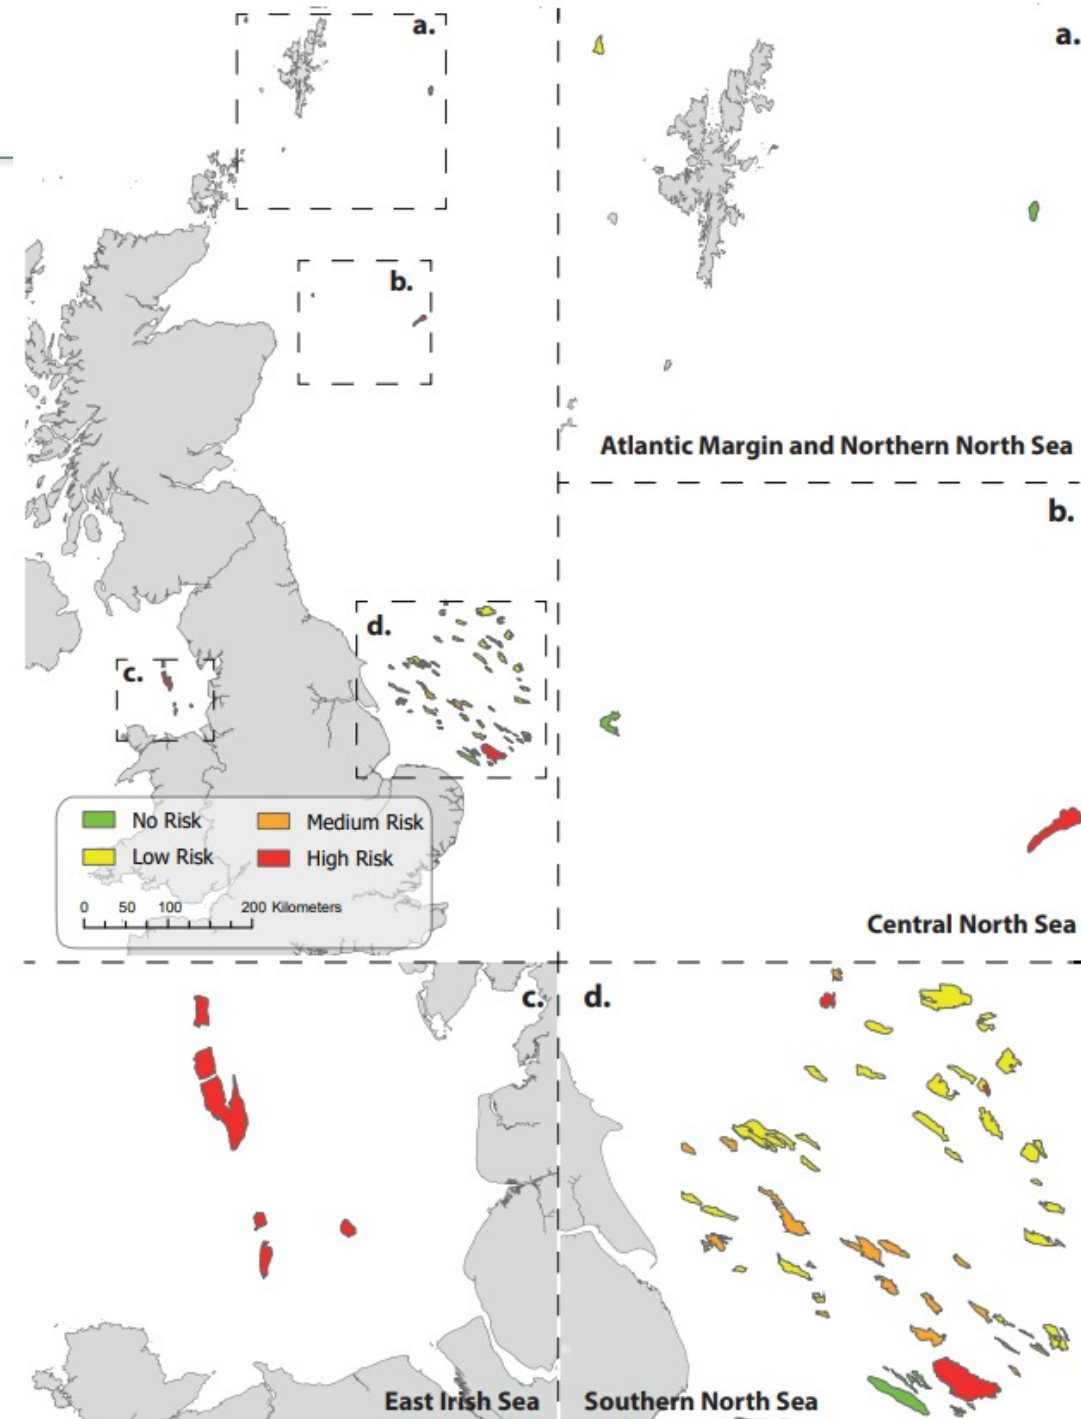 a.
b.
c.
d.
No Risk
Medium Risk
Low Risk
High Risk
0 50 100 200 Kilometers
a.
Atlantic Margin and Northern North Sea
b.
Central North Sea
c.
East Irish Sea
d.
Southern North Sea